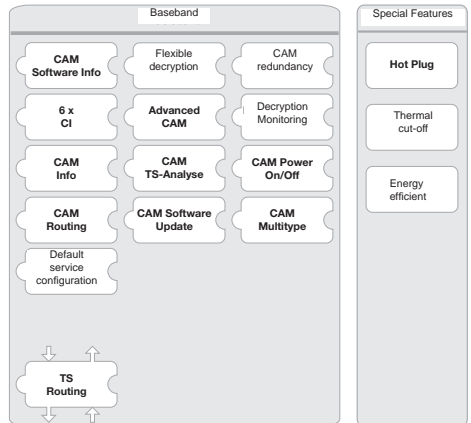 Baseband
CAM
Software Info
Flexible
decryption
CAM
redundancy
6 x
CI
Advanced
CAM
Decryption
Monitoring
CAM
Info
CAM
TS-Analyse
CAM Power
On/Off
CAM
Routing
CAM Software
Update
CAM
Multitype
Default
service
configuration
TS
Routing
Special Features
Hot Plug
Thermal
cut-off
Energy
efficient